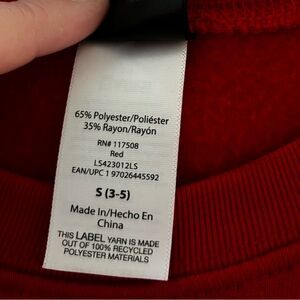 65% Polyester/Poliéster
35% Rayon/Rayón
RN# 117508
Red
LS423012LS
EAN/UPC 1 97026445592
S (3-5)
Made In/Hecho En
China
THIS LABEL YARN IS MADE
OUT OF 100% RECYCLED
POLYESTER MATERIALS